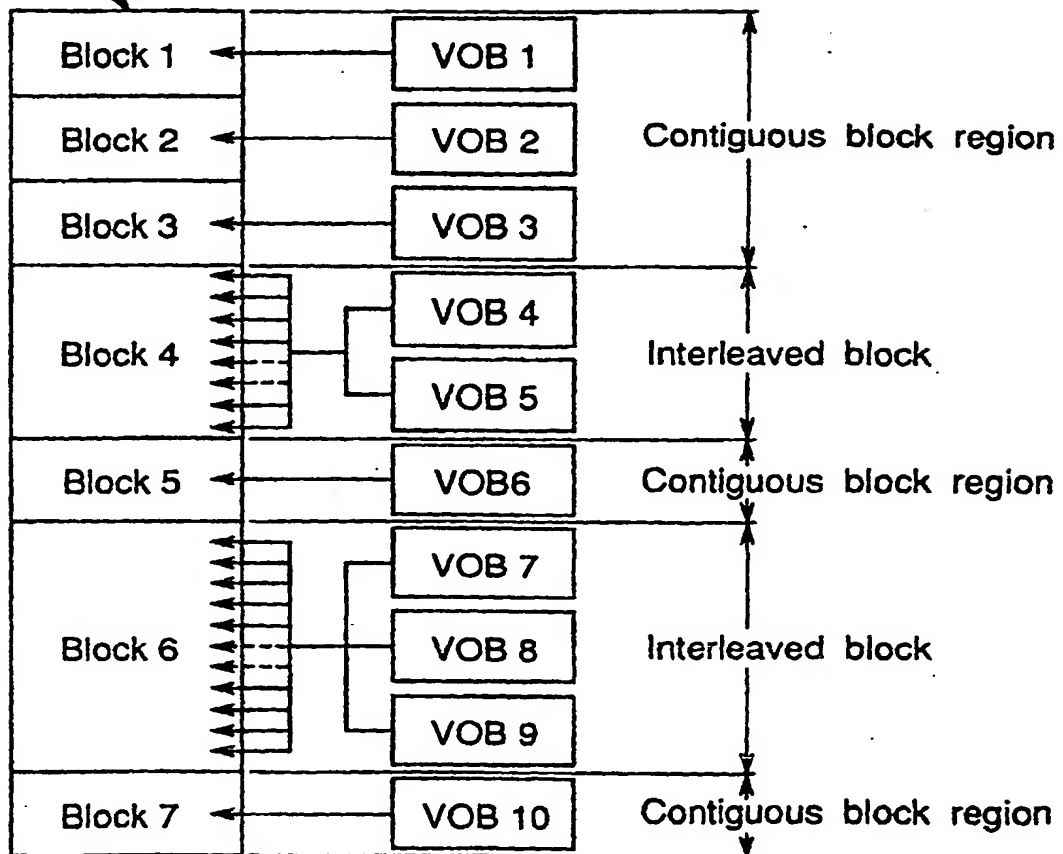 Block 1 VOB 1
Block 2 VOB 2 Contiguous block region
Block 3 VOB 3
VOB 4
Block 4 Interleaved block
VOB 5
Block 5 VOB6 Contiguous block region
VOB 7
Block 6 VOB 8 Interleaved block
VOB 9
Block 7 VOB 10 Contiguous block region